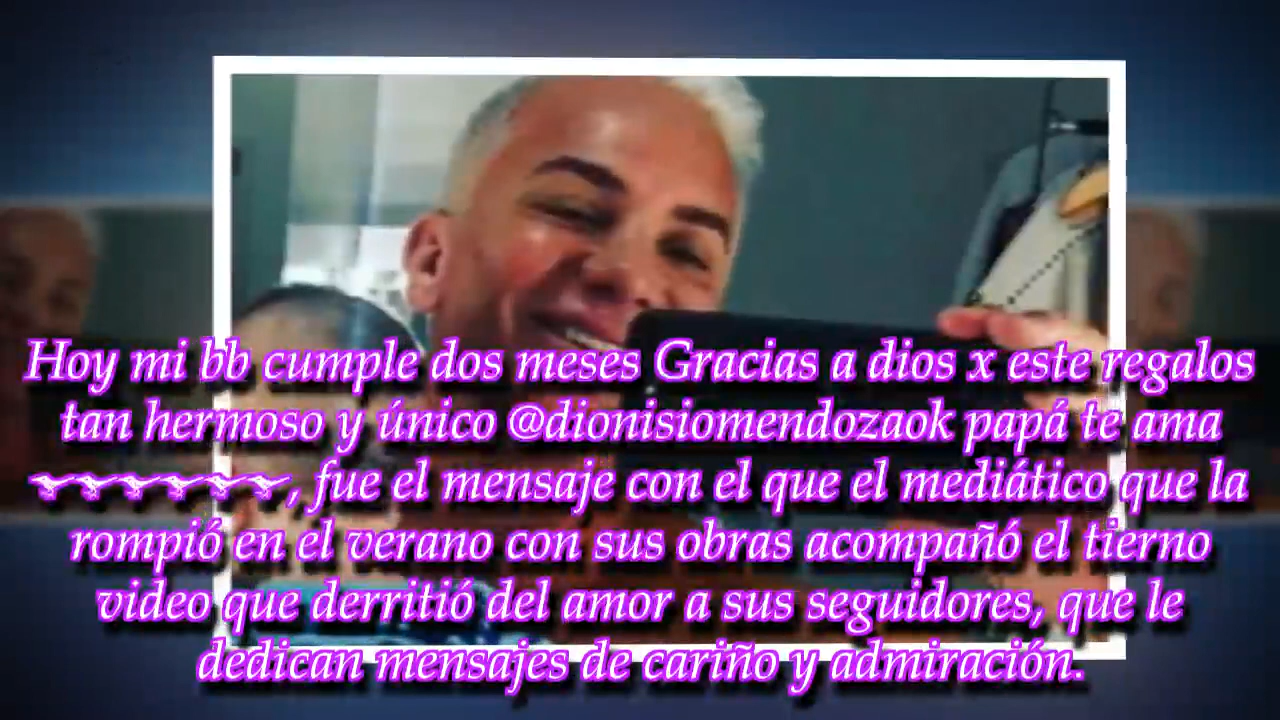 Hoy mi bb cumple dos meses Gracias a dios x este regalos
tan hermoso y único @dionisiomendozaok papá te ama
, fue el mensaje con el que el mediático que la
rompió en el verano con sus obras acompañó el tierno
video que derritió del amor a sus seguidores, que le
dedican mensajes de cariño y admiración.